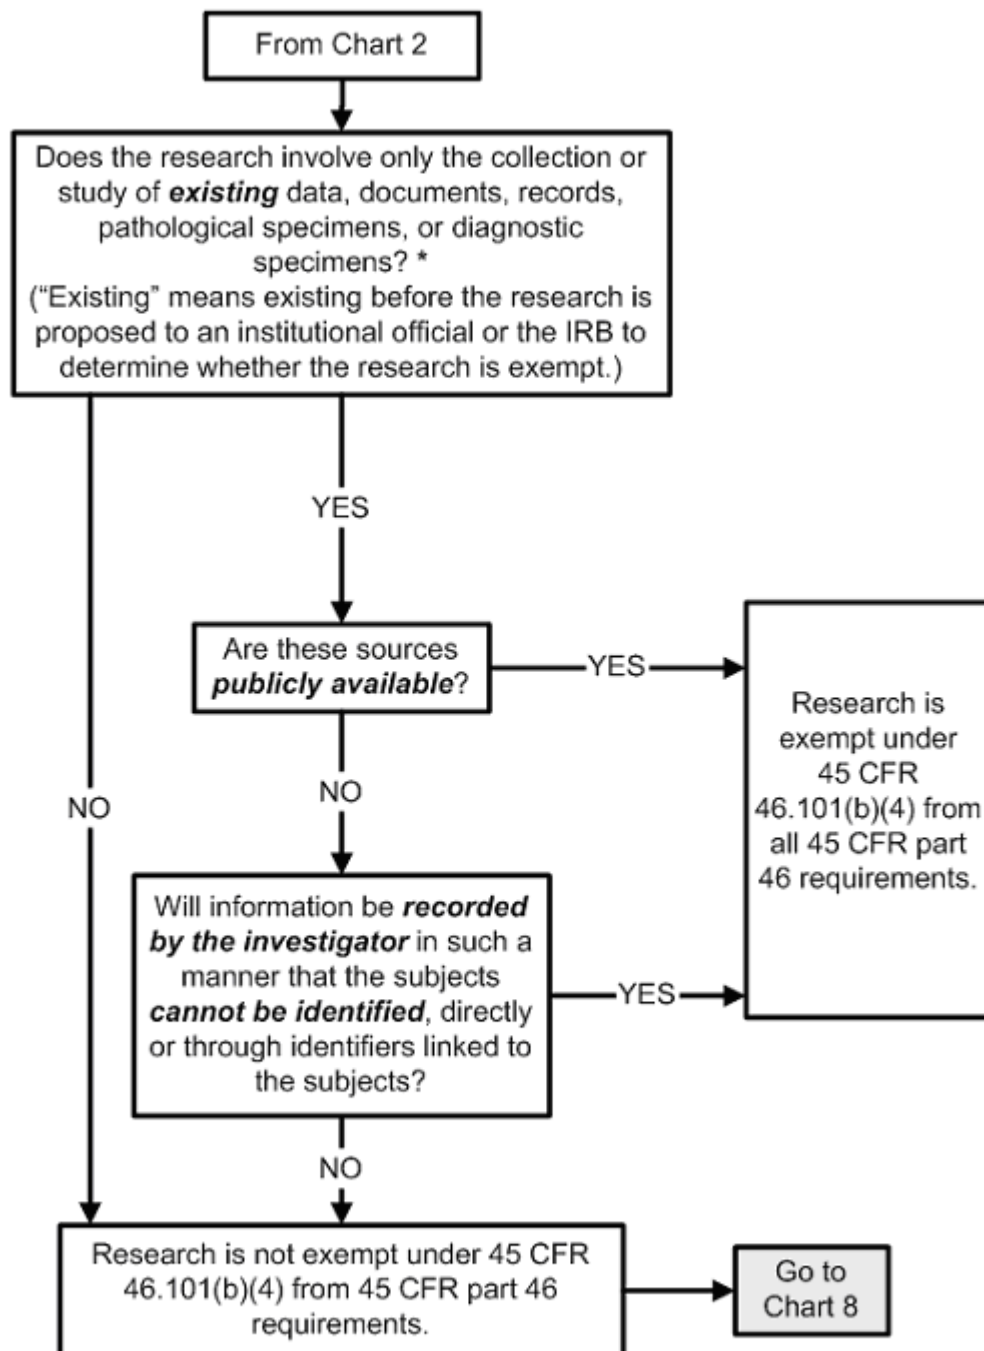 From Chart 2
Does the research involve only the collection or
study of existing data, documents, records,
pathological specimens, or diagnostic
specimens? *
(“Existing” means existing before the research is
proposed to an institutional official or the IRB to
determine whether the research is exempt.)
YES
Are these sources
publicly available?
YES
Research is
exempt under
45 CFR
46.101(b)(4) from
all 45 CFR part
46 requirements.
NO
NO
Will information be recorded
by the investigator in such a
manner that the subjects
cannot be identified, directly
or through identifiers linked to
the subjects?
YES
NO
Research is not exempt under 45 CFR
46.101(b)(4) from 45 CFR part 46
requirements.
Go to
Chart 8